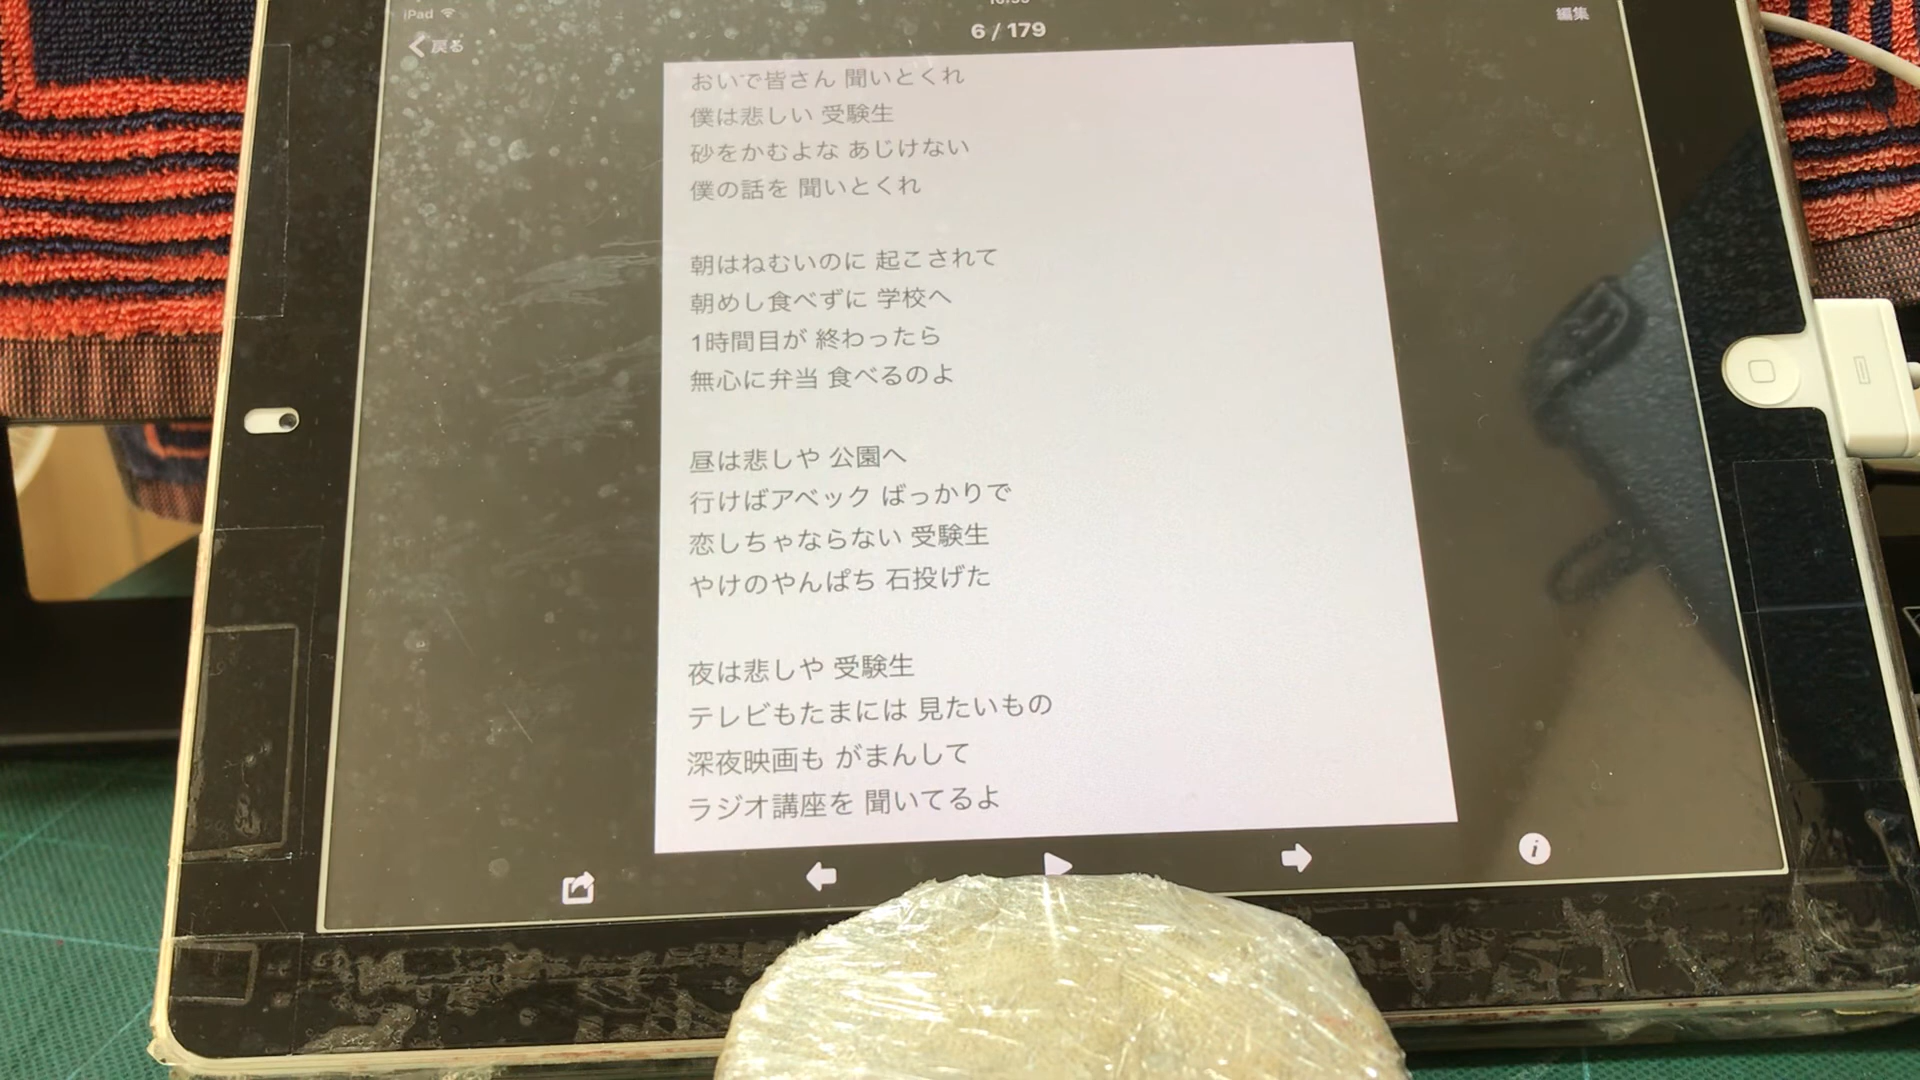 iPad
6 / 179
編集
戻る
おいで皆さん 聞いとくれ
僕は悲しい 受験生
砂をかむよな あじけない
僕の話を 聞いとくれ
朝はねむいのに 起こされて
朝めし食べずに 学校へ
1時間目が 終わったら
無心に弁当 食べるのよ
昼は悲しや 公園へ
行けばアベック ばっかりで
恋しちゃならない 受験生
やけのやんぱち 石投げた
夜は悲しや 受験生
テレビもたまには 見たいもの
深夜映画も がまんして
ラジオ講座を 聞いてるよ